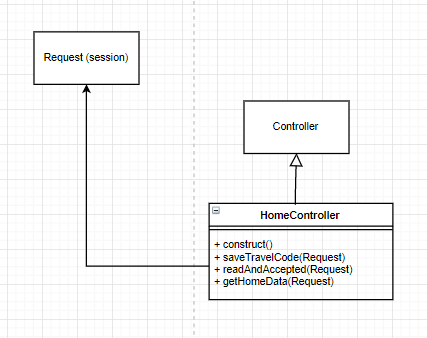 Request (session)
Controller
HomeController
+ construct()
+ saveTravelCode(Request)
+ readAndAccepted(Request)
+ getHomeData(Request)